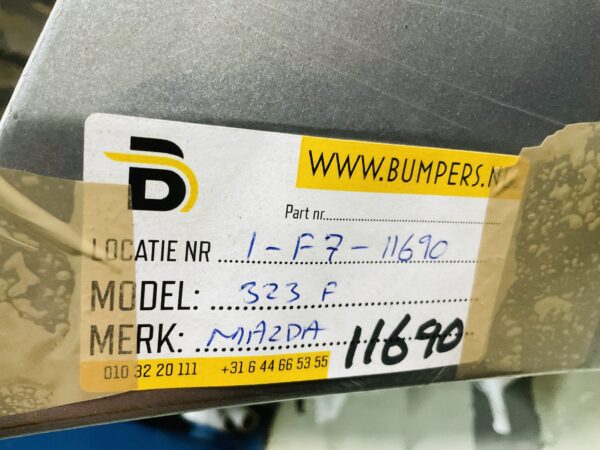 B
WWW.BUMPERS.NL
Part nr.
LOCATIE NR 1-F7-11690
MODEL: 323 F
MERK: MAZDA 11690
010 32 20 111 +31 6 44 66 53 55